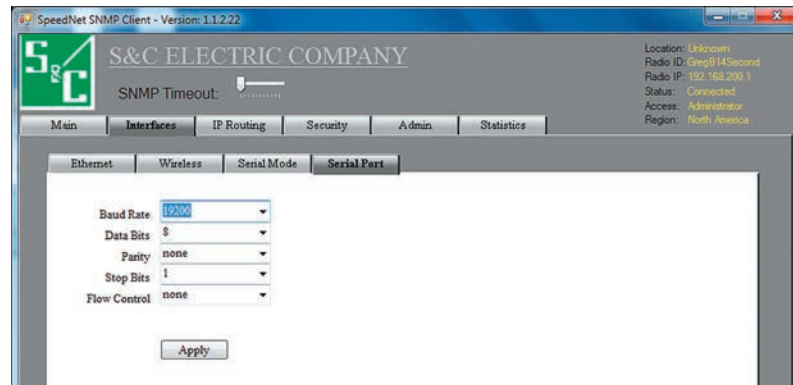 SpeedNet SNMP Client - Version: 1.1.2.22
S&C
S&C ELECTRIC COMPANY
SNMP Timeout:
Location: Unknown
Radio ID: GregB14Second
Radio IP: 192.168.200.1
Status: Connected
Access: Administrator
Region: North America
Main Interfaces IP Routing Security Admin Statistics
Ethernet Wireless Serial Mode Serial Port
Baud Rate 19200
Data Bits 8
Parity none
Stop Bits 1
Flow Control none
Apply